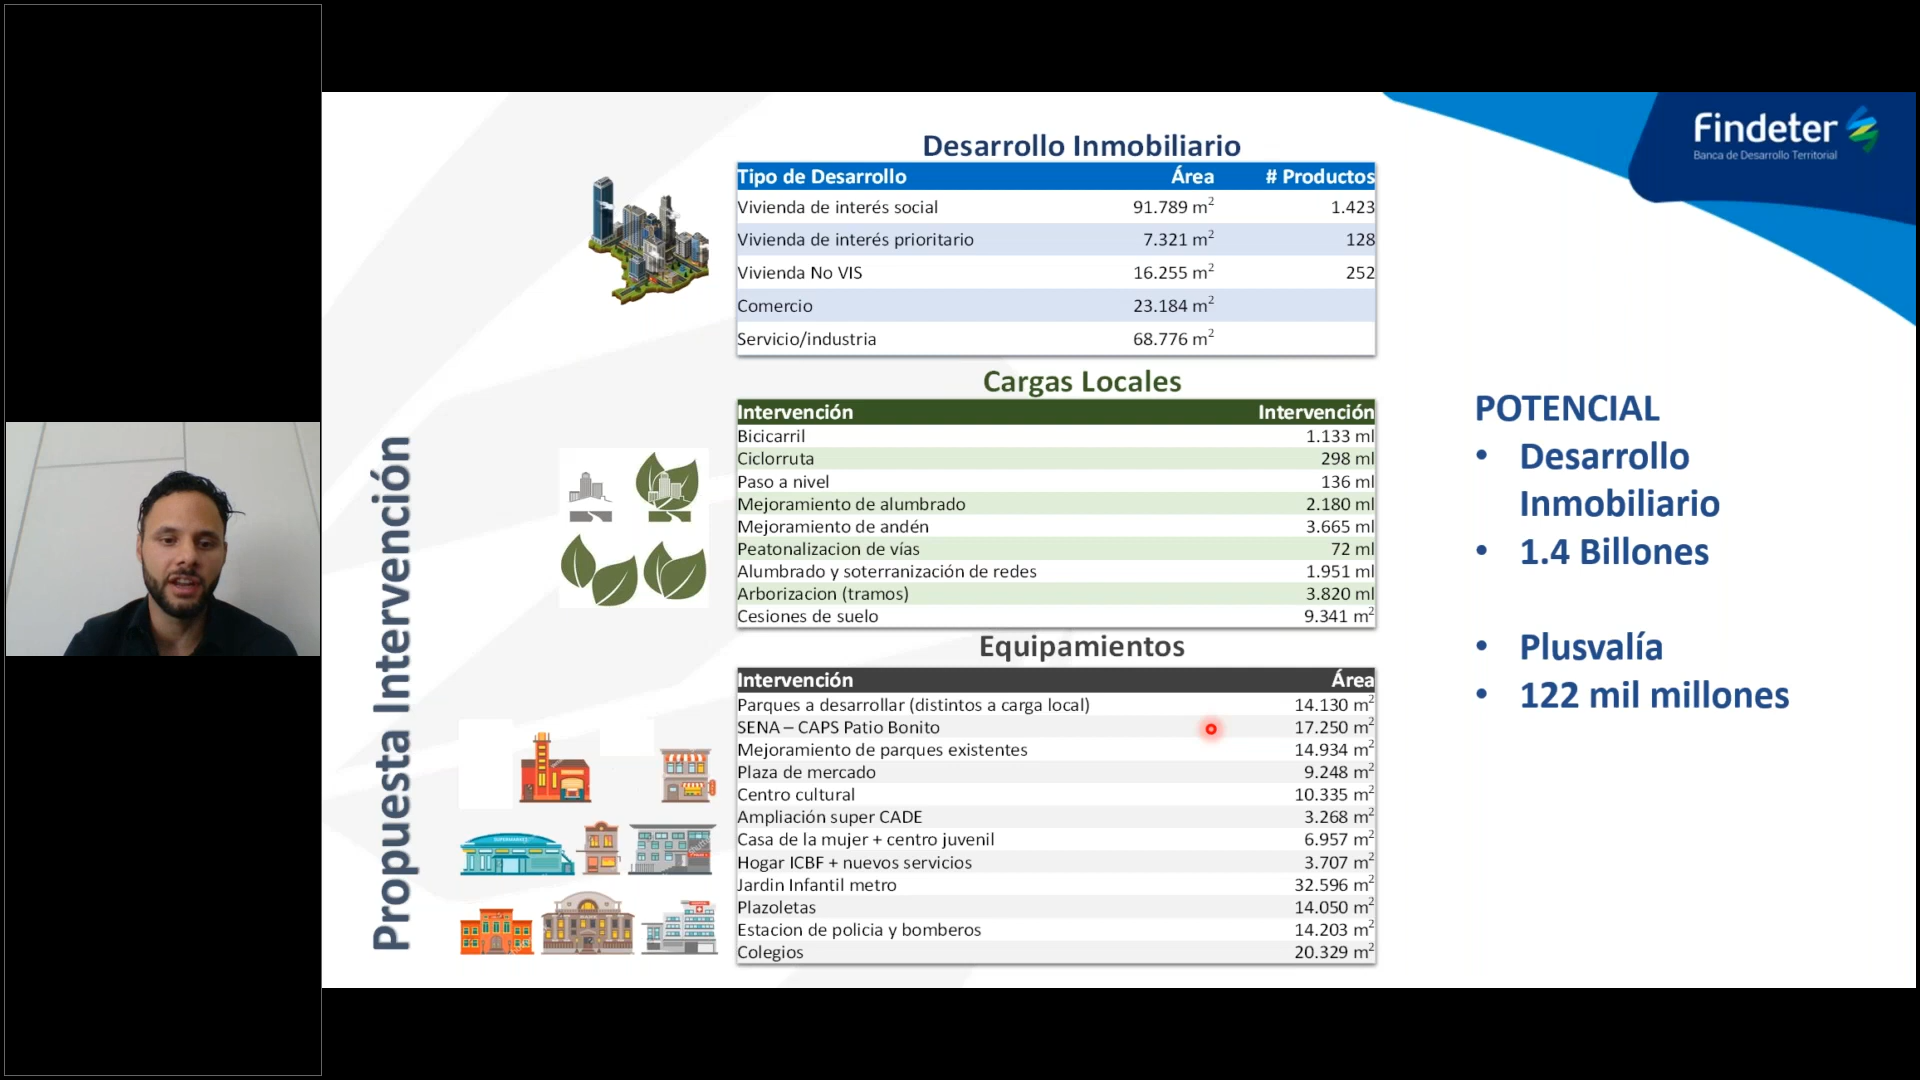 Findeter
Banca de Desarrollo Territorial
Propuesta Intervención
Desarrollo Inmobiliario
Tipo de Desarrollo Área # Productos
Vivienda de interés social 91.789 m² 1.423
Vivienda de interés prioritario 7.321 m² 128
Vivienda No VIS 16.255 m² 252
Comercio 23.184 m²
Servicio/industria 68.776 m²
Cargas Locales
Intervención Intervención
Bicicarril 1.133 ml
Ciclorruta 298 ml
Paso a nivel 136 ml
Mejoramiento de alumbrado 2.180 ml
Mejoramiento de andén 3.665 ml
Peatonalizacion de vías 72 ml
Alumbrado y soterranización de redes 1.951 ml
Arborizacion (tramos) 3.820 ml
Cesiones de suelo 9.341 m²
Equipamientos
Intervención Área
Parques a desarrollar (distintos a carga local) 14.130 m²
SENA – CAPS Patio Bonito 17.250 m²
Mejoramiento de parques existentes 14.934 m²
Plaza de mercado 9.248 m²
Centro cultural 10.335 m²
Ampliación super CADE 3.268 m²
Casa de la mujer + centro juvenil 6.957 m²
Hogar ICBF + nuevos servicios 3.707 m²
Jardin Infantil metro 32.596 m²
Plazoletas 14.050 m²
Estacion de policia y bomberos 14.203 m²
Colegios 20.329 m²
POTENCIAL
• Desarrollo
Inmobiliario
• 1.4 Billones
• Plusvalía
• 122 mil millones